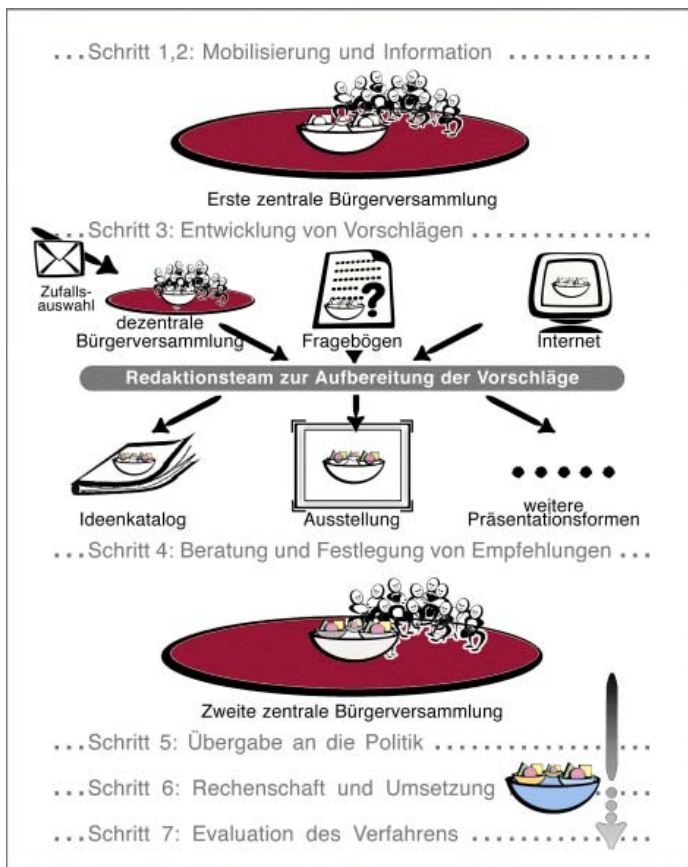 ...Schritt 1,2: Mobilisierung und Information ............
Erste zentrale Bürgerversammlung
...Schritt 3: Entwicklung von Vorschlägen ...............
Zufalls-
auswahl
dezentrale
Bürgerversammlung
Fragebögen
?
Internet
Redaktionsteam zur Aufbereitung der Vorschläge
Ideenkatalog
Ausstellung
weitere
Präsentationsformen
...Schritt 4: Beratung und Festlegung von Empfehlungen ...
Zweite zentrale Bürgerversammlung
...Schritt 5: Übergabe an die Politik ..................
...Schritt 6: Rechenschaft und Umsetzung
...Schritt 7: Evaluation des Verfahrens ...............